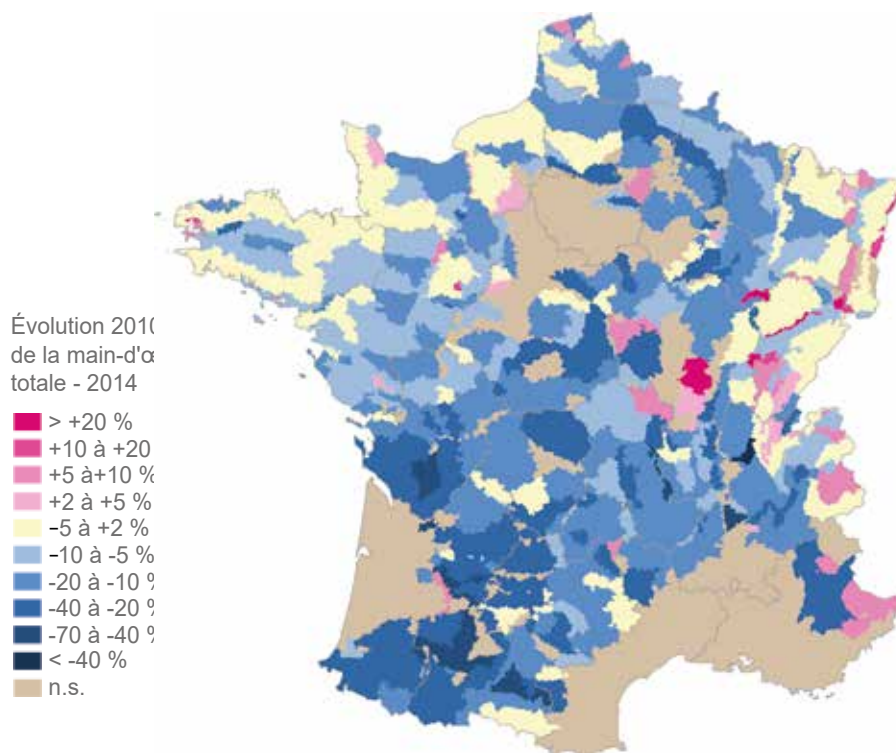 Évolution 2010
de la main-d'œ
totale - 2014
> +20 %
+10 à +20
+5 à+10 %
+2 à +5 %
−5 à +2 %
-10 à -5 %
-20 à -10 %
-40 à -20 %
-70 à -40 %
< -40 %
n.s.